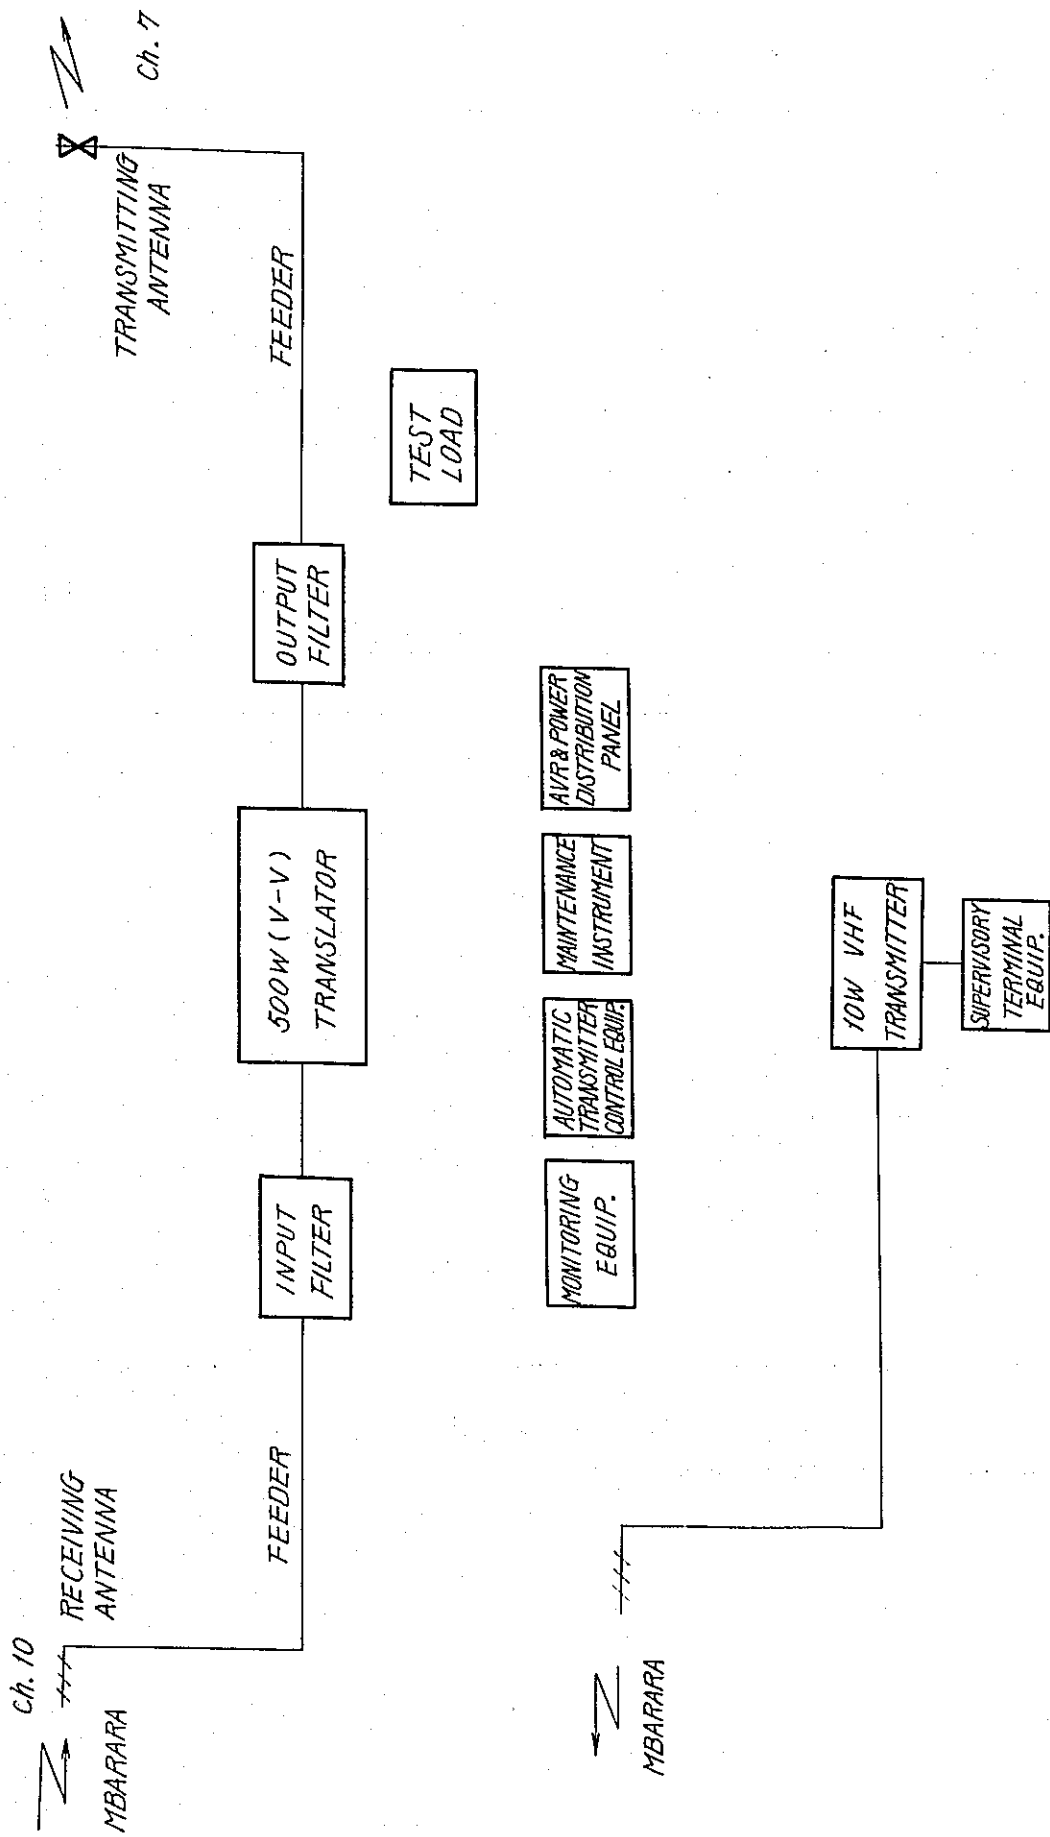 Ch. 10
MBARARA
RECEIVING
ANTENNA
FEEDER
INPUT
FILTER
500W (V-V)
TRANSLATOR
OUTPUT
FILTER
FEEDER
TRANSMITTING
ANTENNA
Ch. 7
TEST
LOAD
MONITORING
EQUIP.
AUTOMATIC
TRANSMITTER
CONTROL EQUIP.
MAINTENANCE
INSTRUMENT
AVR & POWER
DISTRIBUTION
PANEL
MBARARA
10W VHF
TRANSMITTER
SUPERVISORY
TERMINAL
EQUIP.